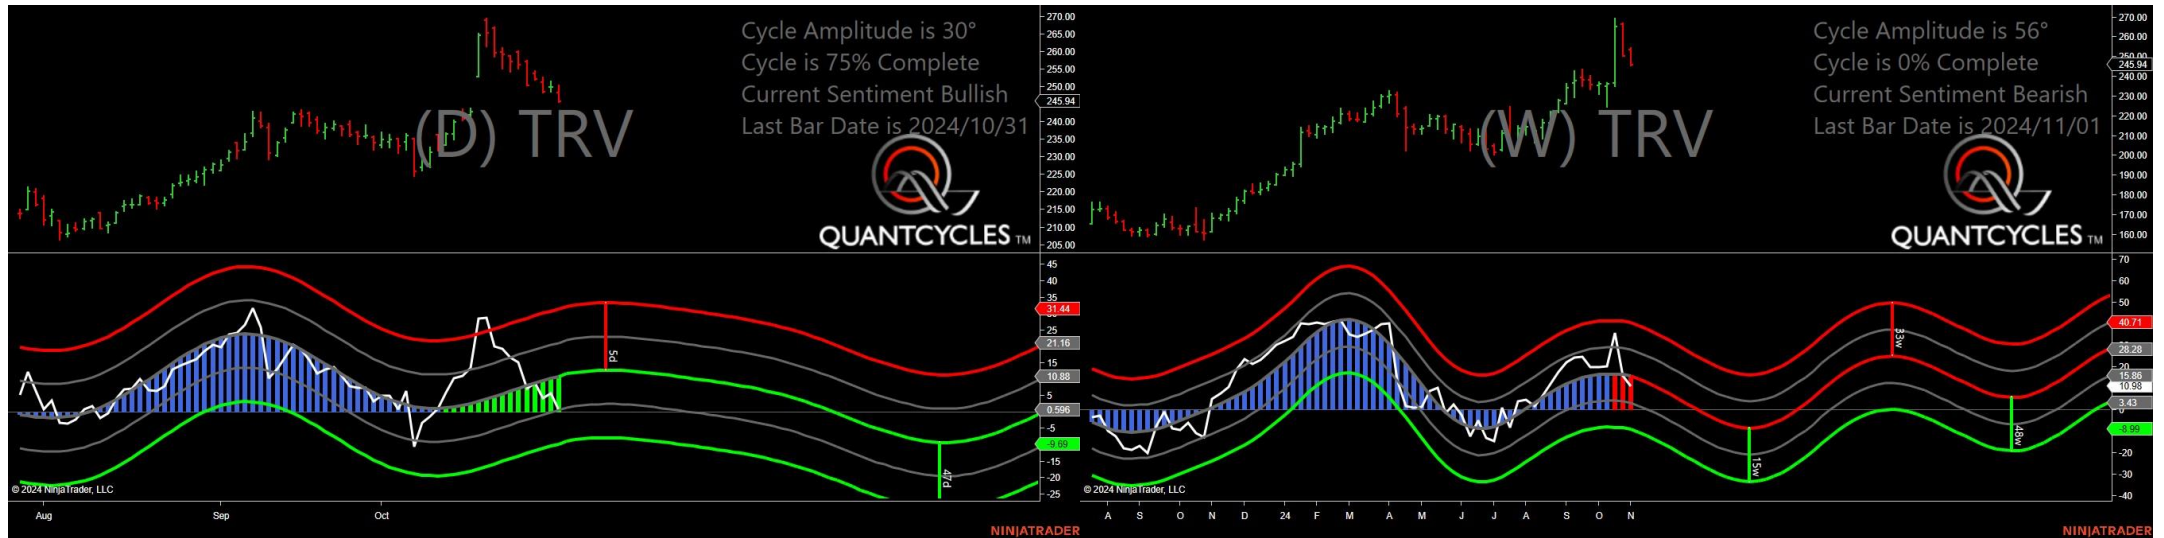 Cycle Amplitude is 30°
Cycle is 75% Complete
Current Sentiment Bullish
Last Bar Date is 2024/10/31
(D) TRV
QUANTCYCLES TM
270.00
265.00
260.00
255.00
250.00
245.94
240.00
235.00
230.00
225.00
220.00
215.00
210.00
205.00
45
40
35
31.44
25
21.16
15
10.88
5
0.596
-5
-9.69
-15
-20
-25
5d
47d
© 2024 NinjaTrader, LLC
Aug
Sep
Oct
NINJATRADER
Cycle Amplitude is 56°
Cycle is 0% Complete
Current Sentiment Bearish
Last Bar Date is 2024/11/01
(W) TRV
QUANTCYCLES TM
270.00
260.00
245.94
240.00
230.00
220.00
210.00
200.00
190.00
180.00
170.00
160.00
70
60
50
40.71
28.28
20
15.86
10.98
3.43
-8.99
-20
-30
-40
33w
15w
48w
© 2024 NinjaTrader, LLC
A S O N D 24 F M A M J J A S O N
NINJATRADER